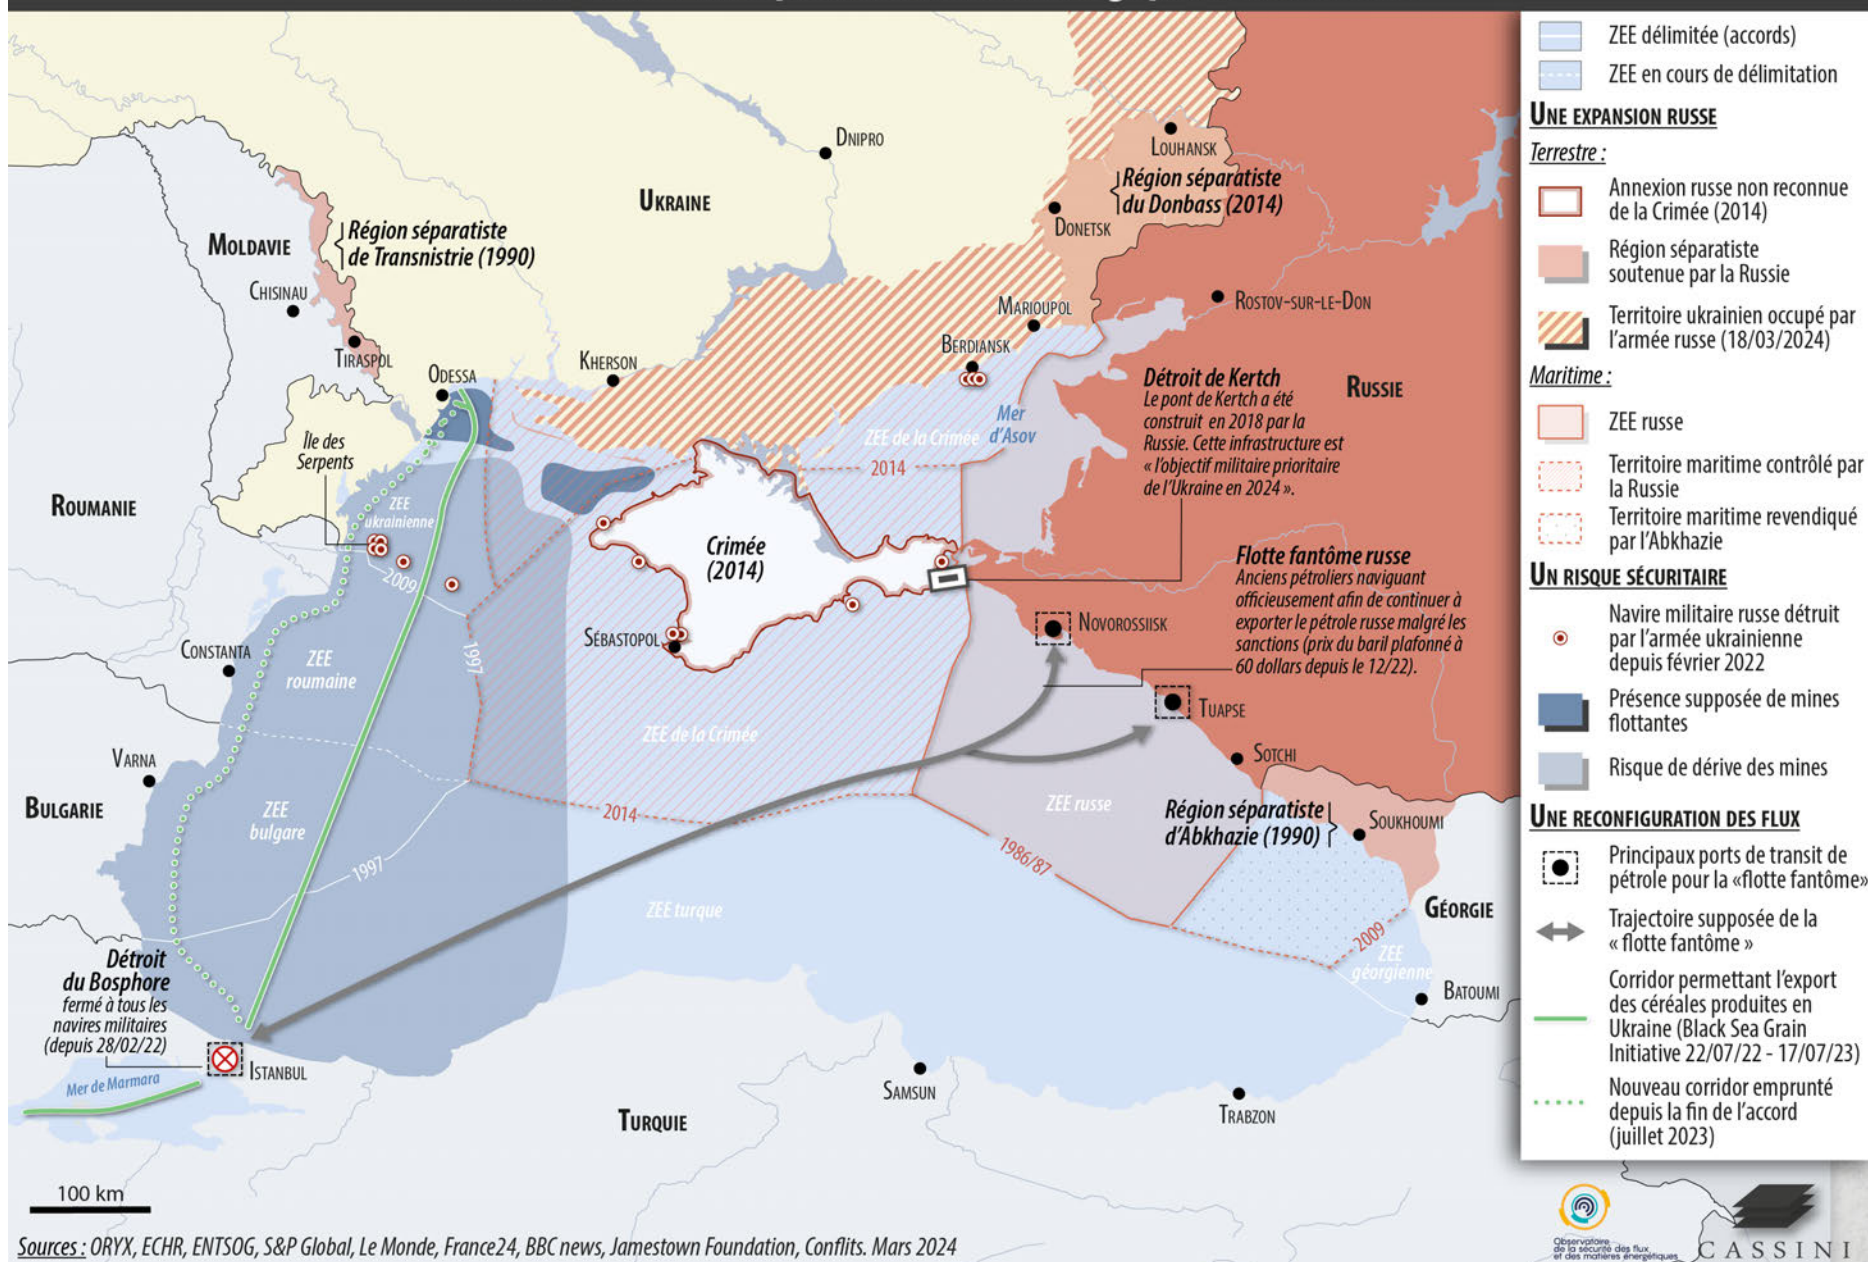 DNIPRO
UKRAINE
LOUHANSK
Région séparatiste
du Donbass (2014)
DONETSK
MOLDAVIE
Région séparatiste
de Transnistrie (1990)
CHISINAU
TIRASPOL
ODESSA
KHERSON
MARIOUPOL
BERDIANSK
ROSTOV-SUR-LE-DON
RUSSIE
Mer
d'Asov
ZEE de la Crimée
2014
Détroit de Kertch
Le pont de Kertch a été
construit en 2018 par la
Russie. Cette infrastructure est
« l'objectif militaire prioritaire
de l'Ukraine en 2024 ».
Île des
Serpents
ROUMANIE
ZEE
ukrainienne
2009
Crimée
(2014)
Flotte fantôme russe
Anciens pétroliers naviguant
officieusement afin de continuer à
exporter le pétrole russe malgré les
sanctions (prix du baril plafonné à
60 dollars depuis le 12/22).
NOVOROSSIISK
SÉBASTOPOL
CONSTANTA
ZEE
roumaine
1997
TUAPSE
ZEE de la Crimée
SOTCHI
VARNA
BULGARIE
ZEE
bulgare
2014
ZEE russe
Région séparatiste
d'Abkhazie (1990)
SOUKHOUMI
1997
1986/87
ZEE turque
GÉORGIE
2009
ZEE
géorgienne
BATOUMI
Détroit
du Bosphore
fermé à tous les
navires militaires
(depuis 28/02/22)
ISTANBUL
Mer de Marmara
SAMSUN
TRABZON
TURQUIE
100 km
Sources : ORYX, ECHR, ENTSOG, S&P Global, Le Monde, France24, BBC news, Jamestown Foundation, Conflits. Mars 2024
ZEE délimitée (accords)
ZEE en cours de délimitation
UNE EXPANSION RUSSE
Terrestre :
Annexion russe non reconnue
de la Crimée (2014)
Région séparatiste
soutenue par la Russie
Territoire ukrainien occupé par
l'armée russe (18/03/2024)
Maritime :
ZEE russe
Territoire maritime contrôlé par
la Russie
Territoire maritime revendiqué
par l'Abkhazie
UN RISQUE SÉCURITAIRE
Navire militaire russe détruit
par l'armée ukrainienne
depuis février 2022
Présence supposée de mines
flottantes
Risque de dérive des mines
UNE RECONFIGURATION DES FLUX
Principaux ports de transit de
pétrole pour la «flotte fantôme»
Trajectoire supposée de la
« flotte fantôme »
Corridor permettant l'export
des céréales produites en
Ukraine (Black Sea Grain
Initiative 22/07/22 - 17/07/23)
Nouveau corridor emprunté
depuis la fin de l'accord
(juillet 2023)
Observatoire
de la sécurité des flux
et des matières énergétiques
CASSINI